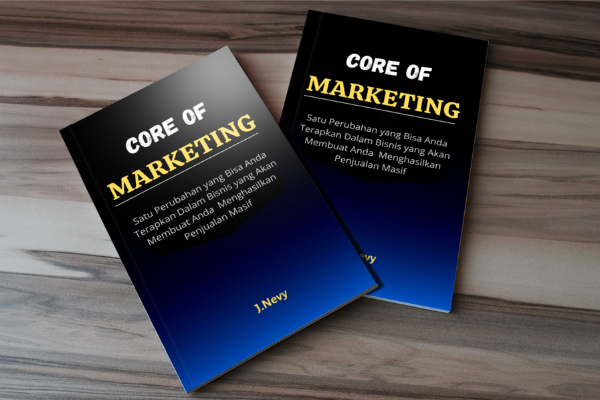 CORE OF
MARKETING
Satu Perubahan yang Bisa Anda
Terapkan Dalam Bisnis yang Akan
Membuat Anda Menghasilkan
Penjualan Masif
J.Nevy
CORE OF
MARKETING
Satu Perubahan yang Bisa Anda
Terapkan Dalam Bisnis yang Akan
Membuat Anda Menghasilkan
Penjualan Masif
vy